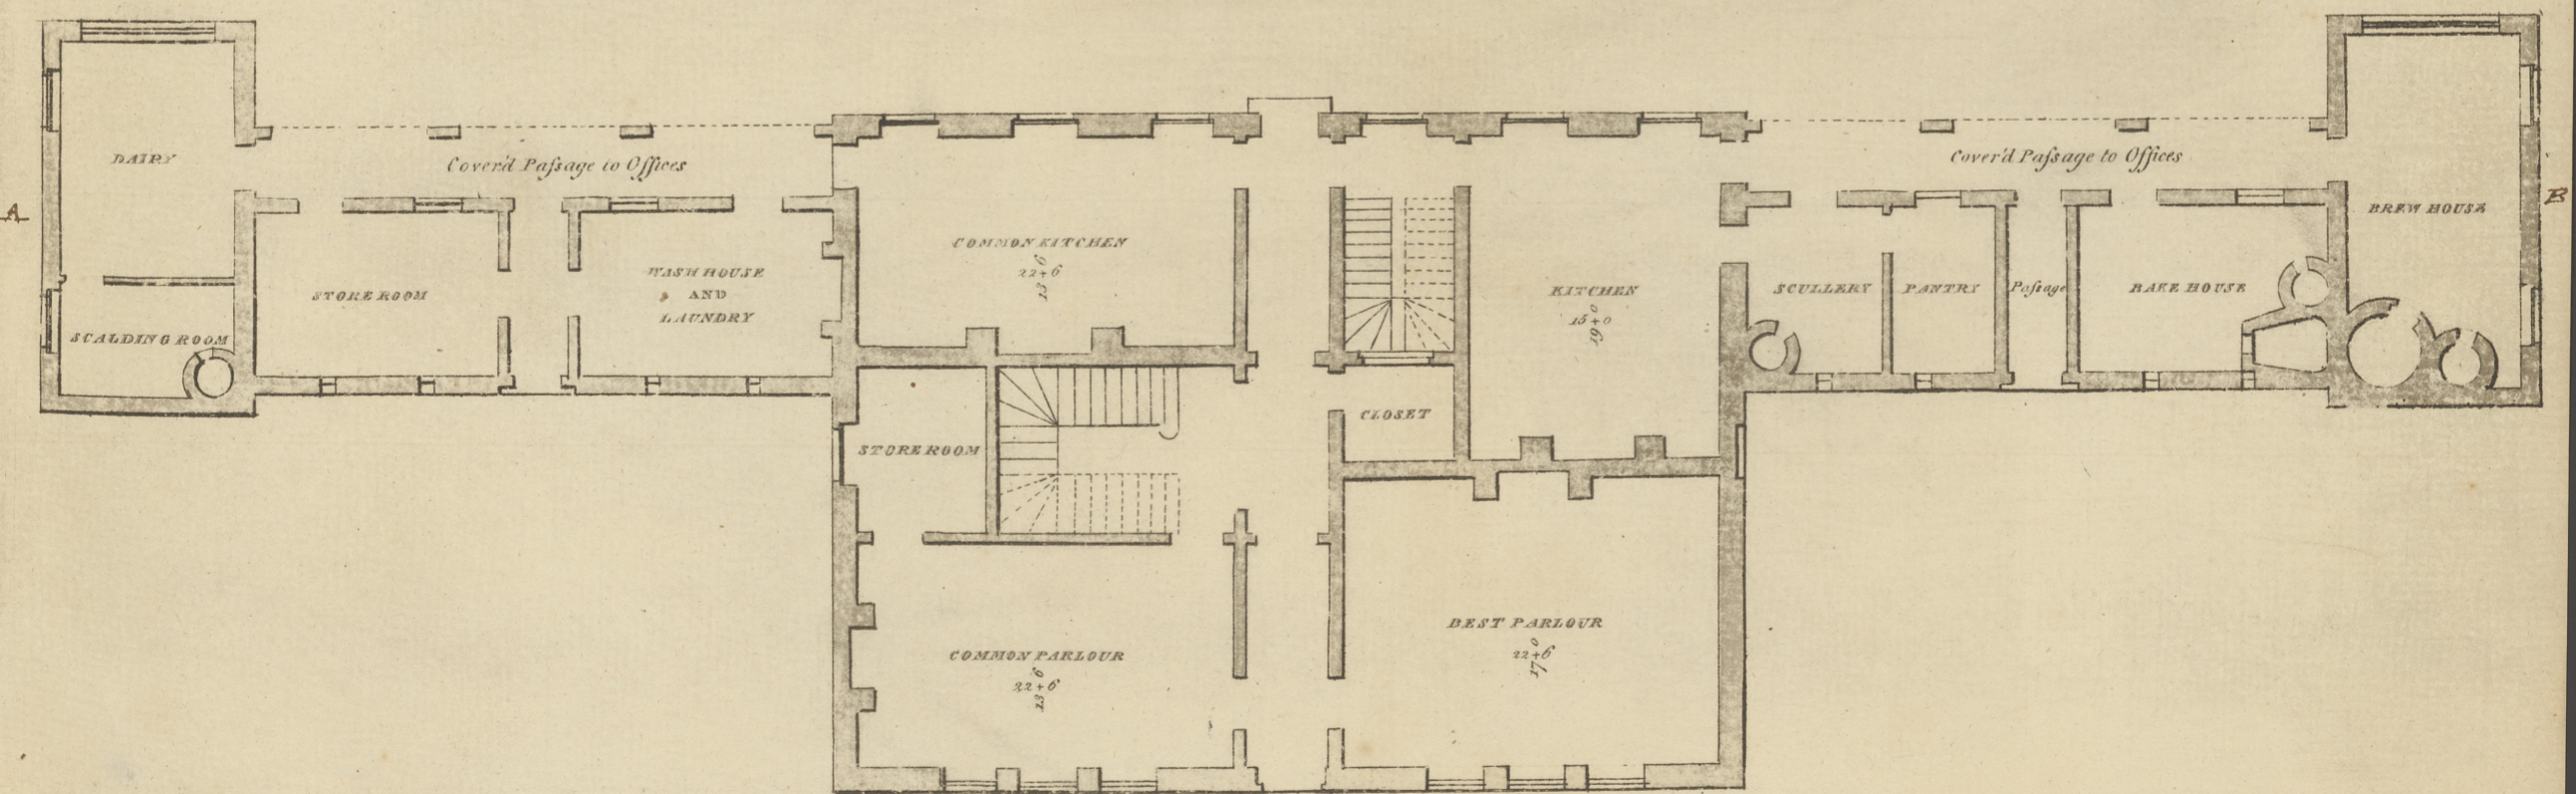 DAIRY
Cover'd Paſsage to Offices
A
STORE ROOM
WASH HOUSE
AND
LAUNDRY
SCALDING ROOM
COMMON KITCHEN
22+6
13 6
KITCHEN
15+0
19 6
Cover'd Paſsage to Offices
BREW HOUSE
B
SCULLERY
PANTRY
Paſsage
BAKE HOUSE
STORE ROOM
CLOSET
COMMON PARLOUR
22+6
13 6
BEST PARLOUR
22+6
17 0